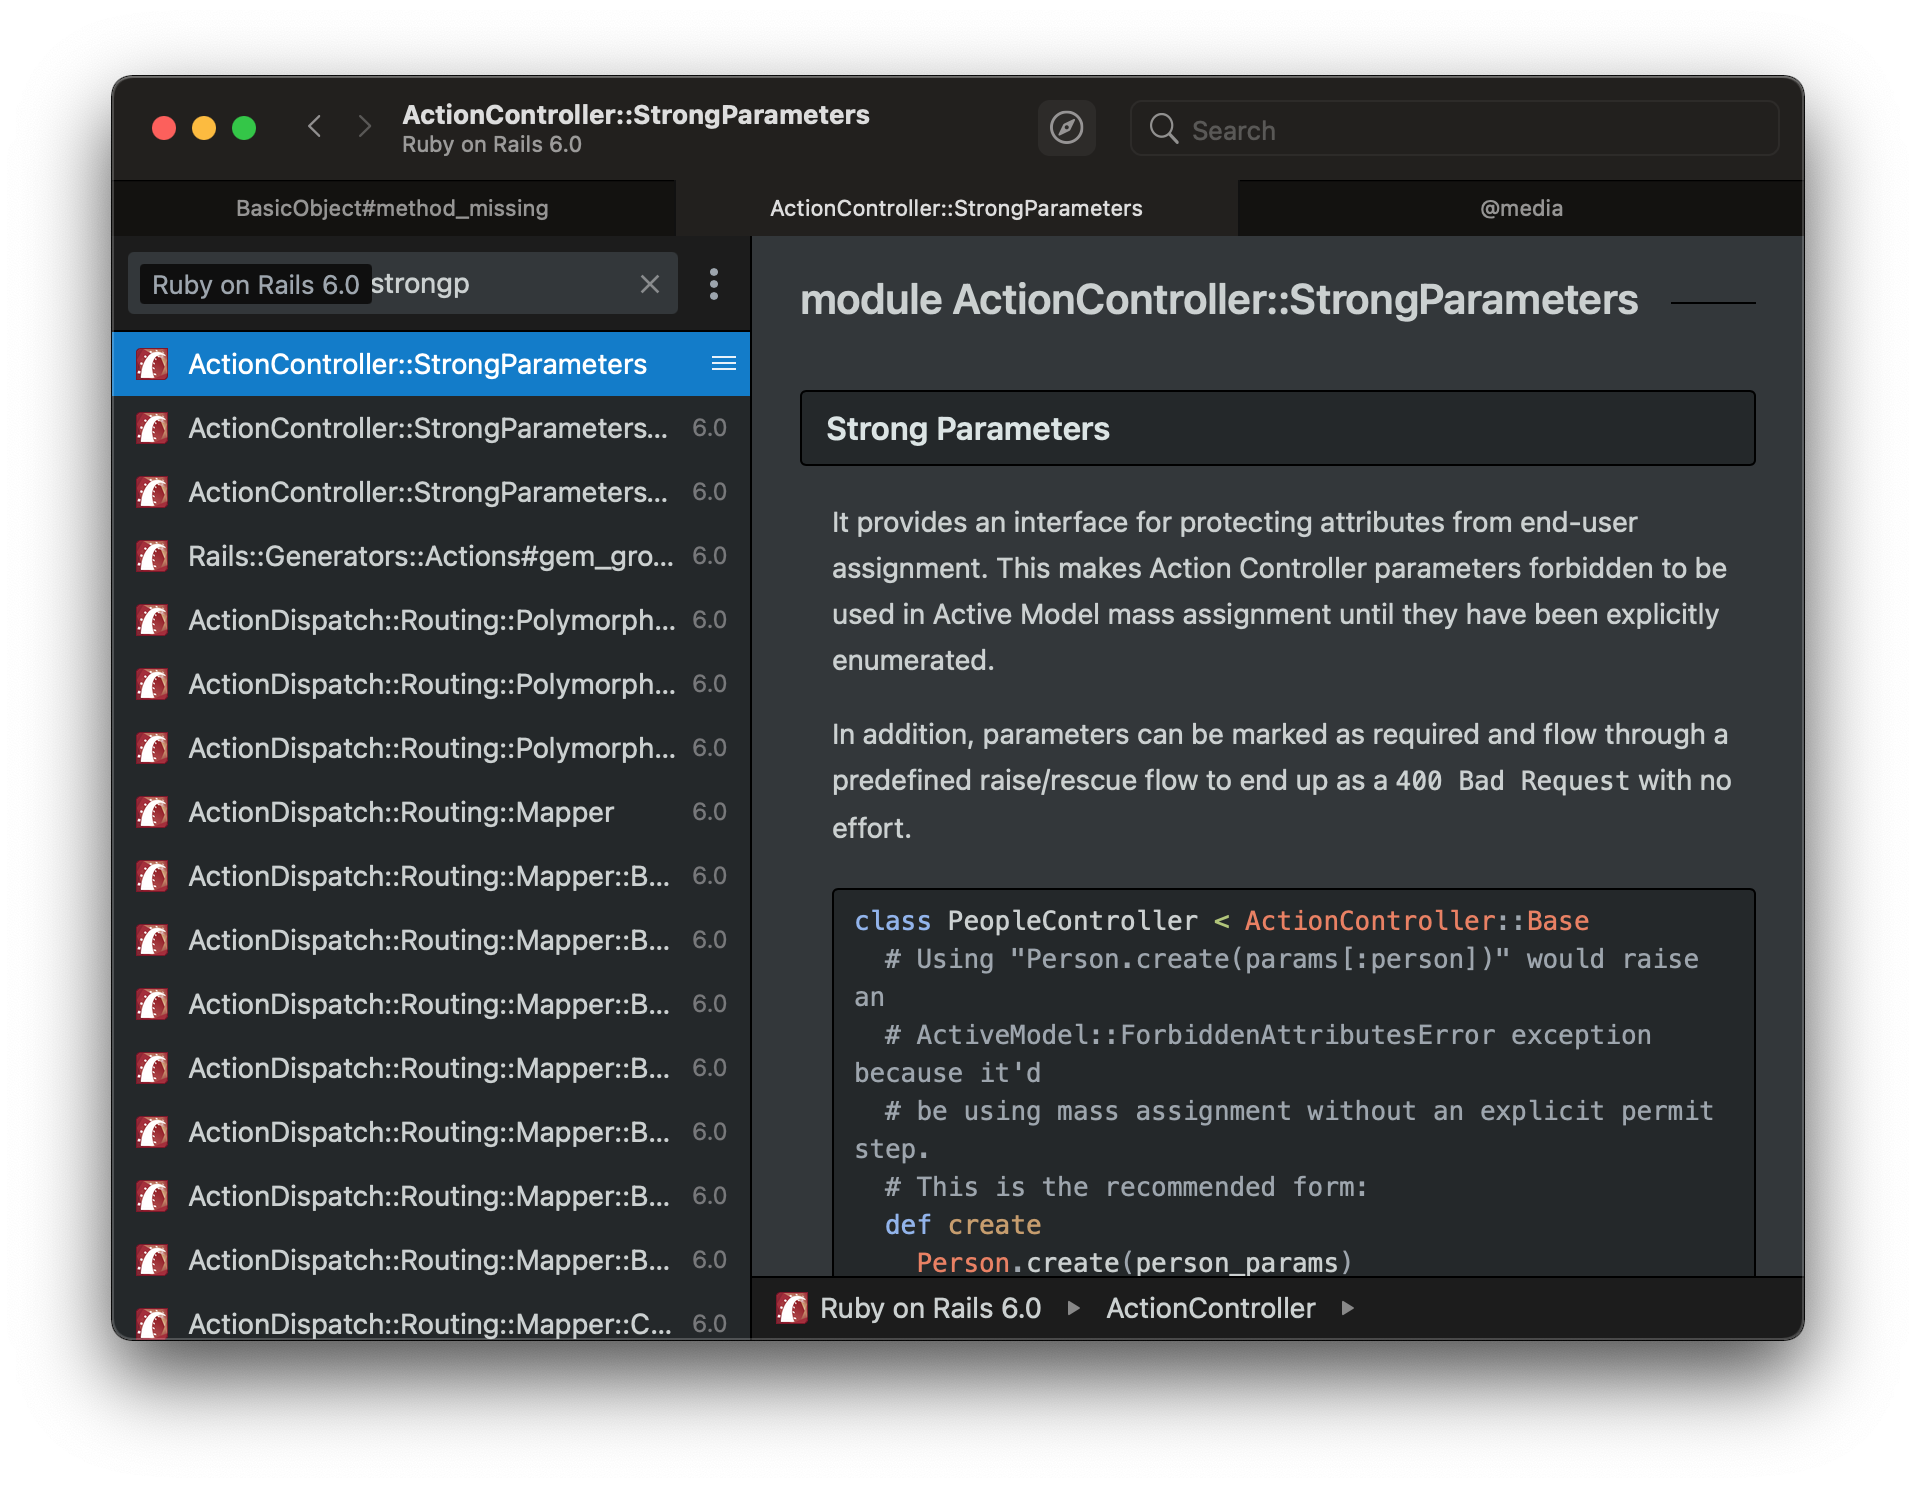 ActionController::StrongParameters
Ruby on Rails 6.0
Search
BasicObject#method_missing
ActionController::StrongParameters
@media
Ruby on Rails 6.0 strongp
ActionController::StrongParameters
ActionController::StrongParameters... 6.0
ActionController::StrongParameters... 6.0
Rails::Generators::Actions#gem_gro... 6.0
ActionDispatch::Routing::Polymorph... 6.0
ActionDispatch::Routing::Polymorph... 6.0
ActionDispatch::Routing::Polymorph... 6.0
ActionDispatch::Routing::Mapper 6.0
ActionDispatch::Routing::Mapper::B... 6.0
ActionDispatch::Routing::Mapper::B... 6.0
ActionDispatch::Routing::Mapper::B... 6.0
ActionDispatch::Routing::Mapper::B... 6.0
ActionDispatch::Routing::Mapper::B... 6.0
ActionDispatch::Routing::Mapper::B... 6.0
ActionDispatch::Routing::Mapper::B... 6.0
ActionDispatch::Routing::Mapper::C... 6.0
module ActionController::StrongParameters
Strong Parameters
It provides an interface for protecting attributes from end-user
assignment. This makes Action Controller parameters forbidden to be
used in Active Model mass assignment until they have been explicitly
enumerated.
In addition, parameters can be marked as required and flow through a
predefined raise/rescue flow to end up as a 400 Bad Request with no
effort.
class PeopleController < ActionController::Base
  # Using "Person.create(params[:person])" would raise
an
  # ActiveModel::ForbiddenAttributesError exception
because it'd
  # be using mass assignment without an explicit permit
step.
  # This is the recommended form:
  def create
    Person.create(person_params)
Ruby on Rails 6.0 ▶ ActionController ▶